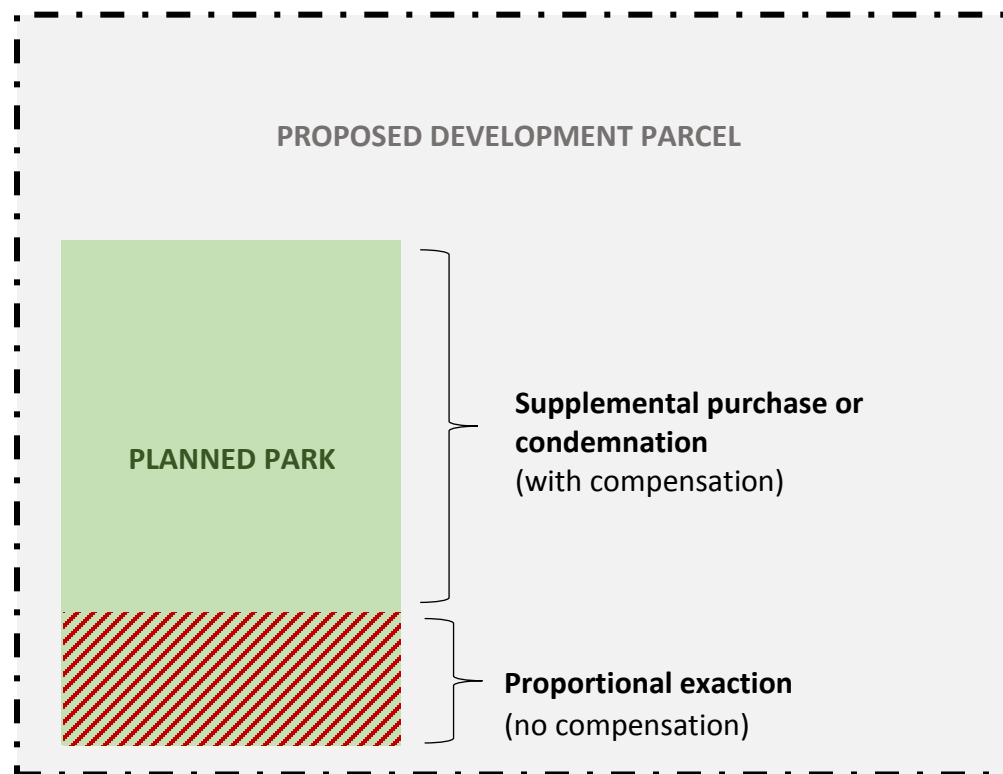 PROPOSED DEVELOPMENT PARCEL
Supplemental purchase or
condemnation
(with compensation)
PLANNED PARK
Proportional exaction
(no compensation)